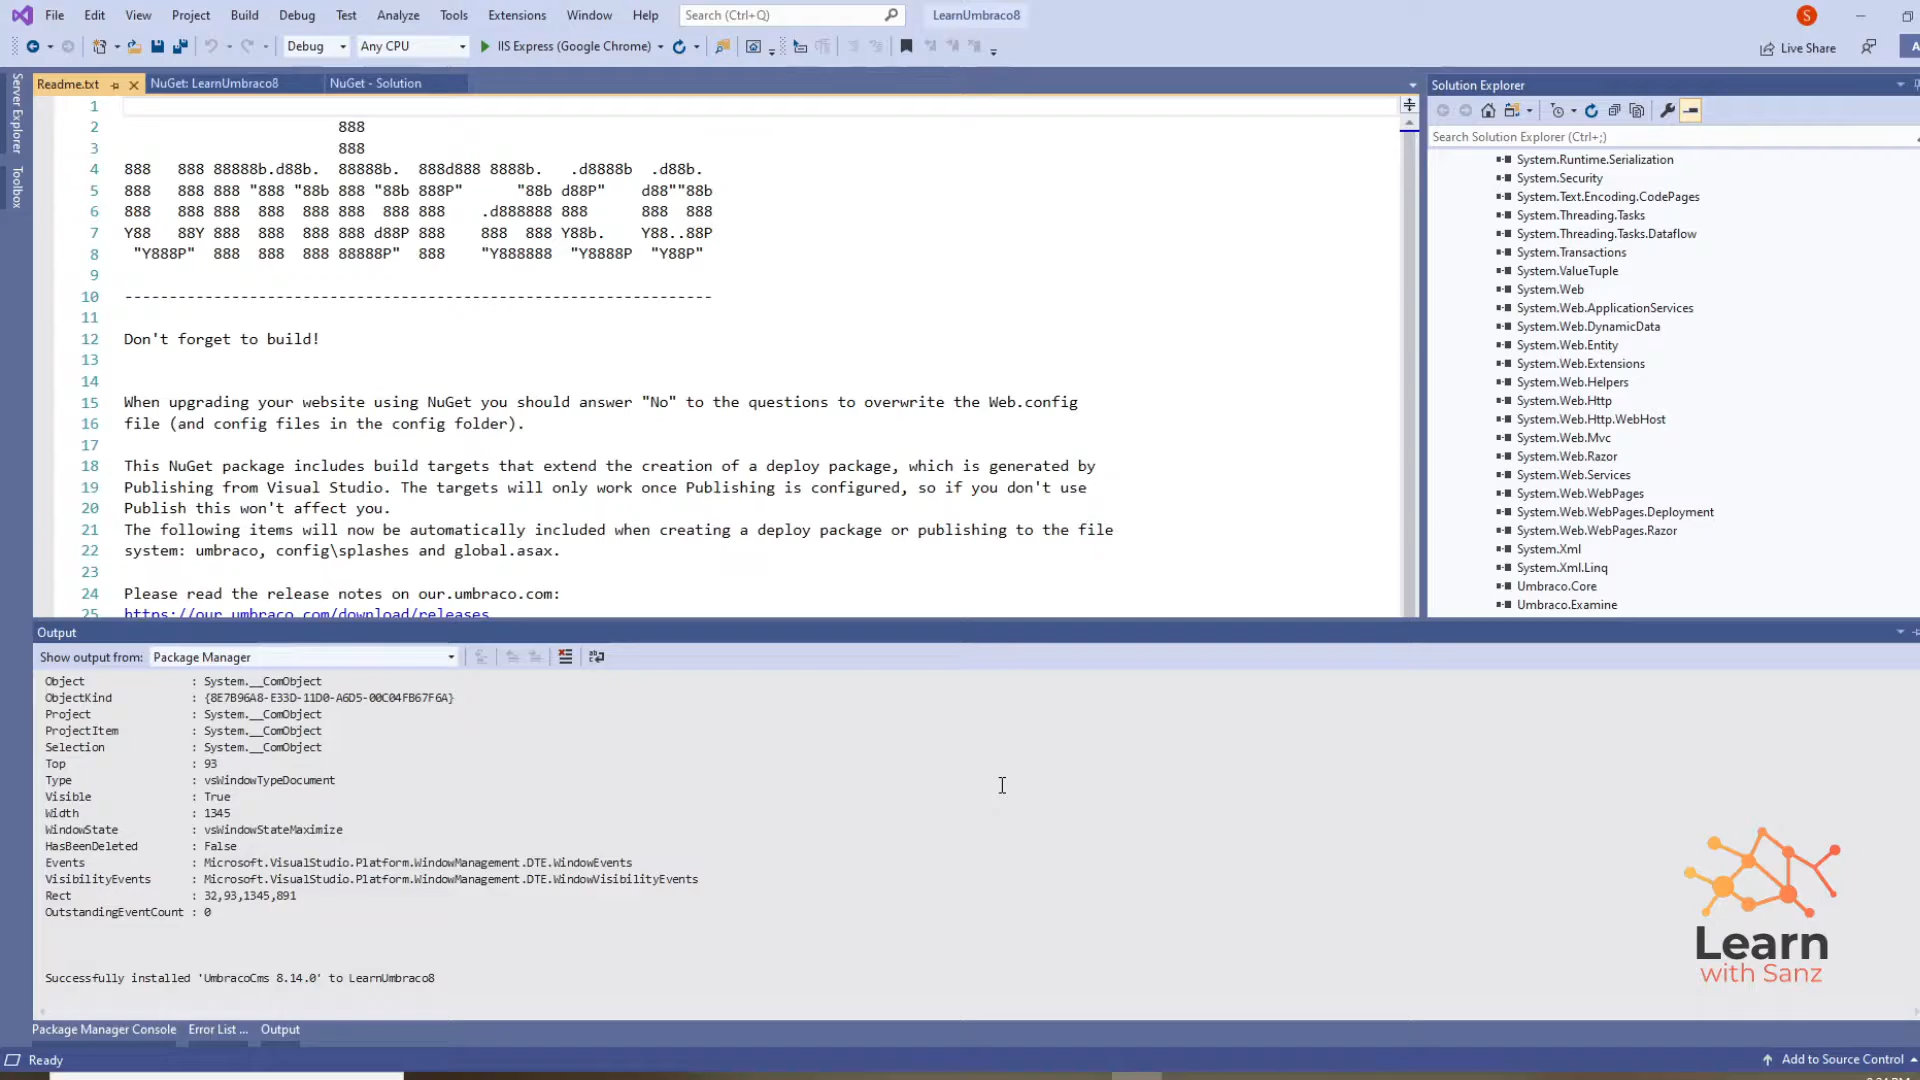 File Edit View Project Build Debug Test Analyze Tools Extensions Window Help Search (Ctrl+Q) LearnUmbraco8 S
Debug Any CPU IIS Express (Google Chrome) Live Share
Server Explorer
Toolbox
Readme.txt NuGet: LearnUmbraco8 NuGet - Solution
1
2 888
3 888
4 888 888 88888b.d88b. 88888b. 888d888 8888b. .d8888b .d88b.
5 888 888 888 "888 "88b 888 "88b 888P" "88b d88P" d88""88b
6 888 888 888 888 888 888 888 888 .d888888 888 888 888
7 Y88 88Y 888 888 888 888 d88P 888 888 888 Y88b. Y88..88P
8 "Y888P" 888 888 888 88888P" 888 "Y888888 "Y8888P "Y88P"
9
10 ------------------------------------------------------------------
11
12 Don't forget to build!
13
14
15 When upgrading your website using NuGet you should answer "No" to the questions to overwrite the Web.config
16 file (and config files in the config folder).
17
18 This NuGet package includes build targets that extend the creation of a deploy package, which is generated by
19 Publishing from Visual Studio. The targets will only work once Publishing is configured, so if you don't use
20 Publish this won't affect you.
21 The following items will now be automatically included when creating a deploy package or publishing to the file
22 system: umbraco, config\splashes and global.asax.
23
24 Please read the release notes on our.umbraco.com:
25 https://our.umbraco.com/download/releases
Solution Explorer
Search Solution Explorer (Ctrl+;)
System.Runtime.Serialization
System.Security
System.Text.Encoding.CodePages
System.Threading.Tasks
System.Threading.Tasks.Dataflow
System.Transactions
System.ValueTuple
System.Web
System.Web.ApplicationServices
System.Web.DynamicData
System.Web.Entity
System.Web.Extensions
System.Web.Helpers
System.Web.Http
System.Web.Http.WebHost
System.Web.Mvc
System.Web.Razor
System.Web.Services
System.Web.WebPages
System.Web.WebPages.Deployment
System.Web.WebPages.Razor
System.Xml
System.Xml.Linq
Umbraco.Core
Umbraco.Examine
Output
Show output from: Package Manager
Object : System.__ComObject
ObjectKind : {8E7B96A8-E33D-11D0-A6D5-00C04FB67F6A}
Project : System.__ComObject
ProjectItem : System.__ComObject
Selection : System.__ComObject
Top : 93
Type : vsWindowTypeDocument
Visible : True
Width : 1345
WindowState : vsWindowStateMaximize
HasBeenDeleted : False
Events : Microsoft.VisualStudio.Platform.WindowManagement.DTE.WindowEvents
VisibilityEvents : Microsoft.VisualStudio.Platform.WindowManagement.DTE.WindowVisibilityEvents
Rect : 32,93,1345,891
OutstandingEventCount : 0
Successfully installed 'UmbracoCms 8.14.0' to LearnUmbraco8
Learn
with Sanz
Package Manager Console Error List ... Output
Ready Add to Source Control